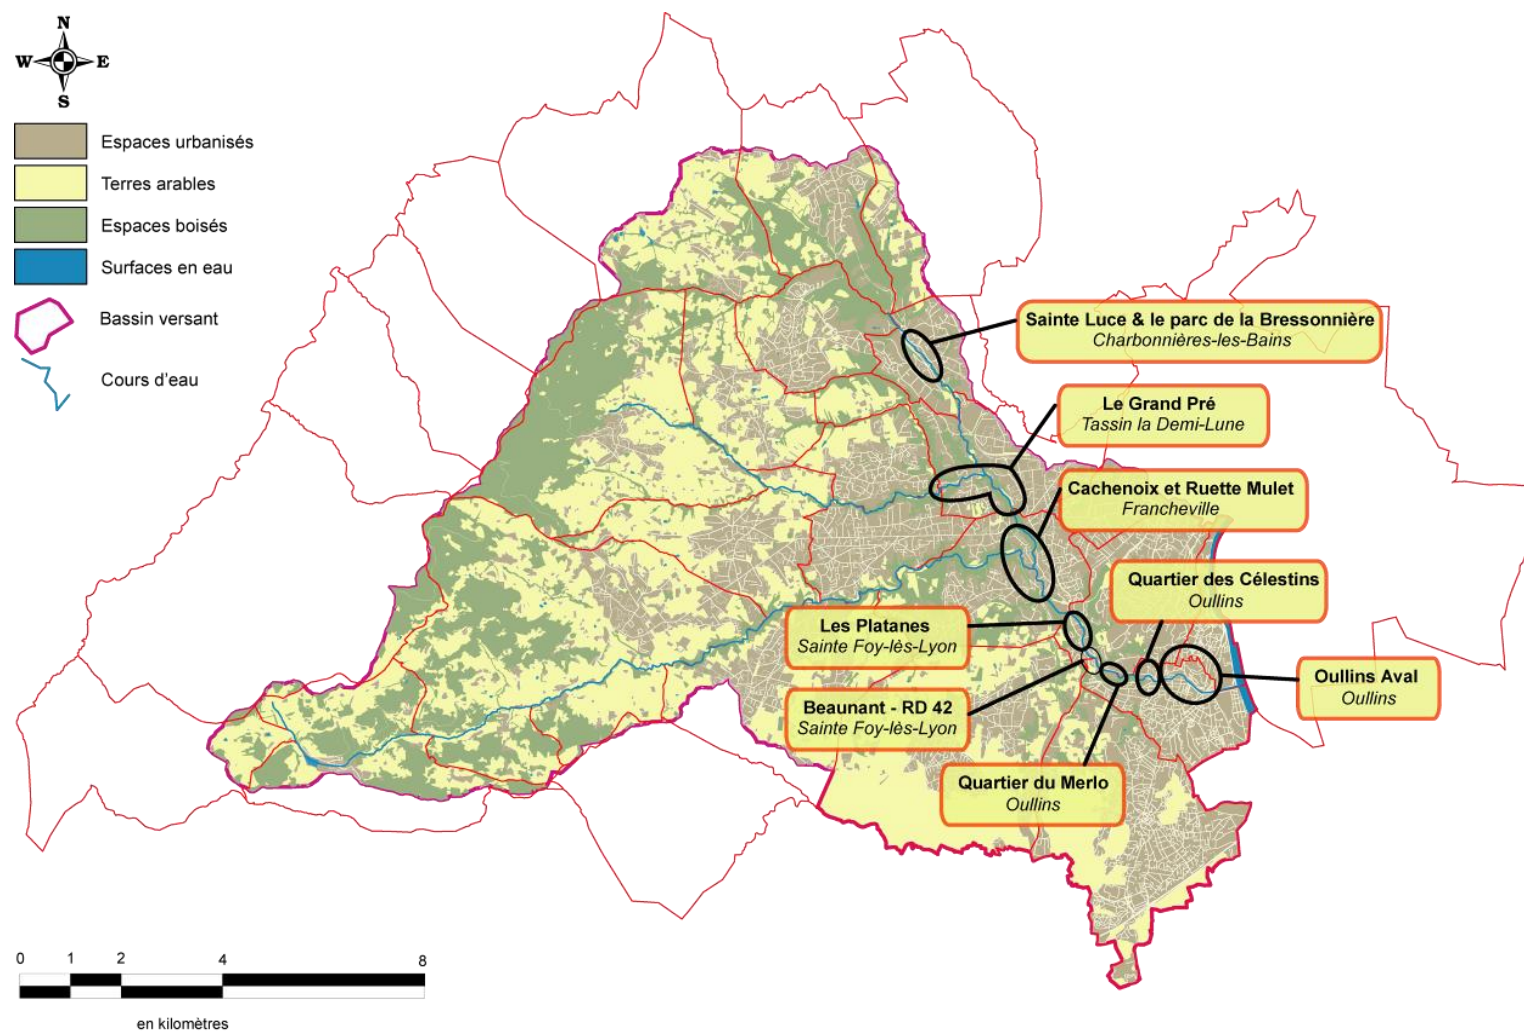 N
W E
S
Espaces urbanisés
Terres arables
Espaces boisés
Surfaces en eau
Bassin versant
Cours d'eau
Sainte Luce & le parc de la Bressonnière
Charbonnières-les-Bains
Le Grand Pré
Tassin la Demi-Lune
Cachenoix et Ruette Mulet
Francheville
Quartier des Célestins
Oullins
Les Platanes
Sainte Foy-lès-Lyon
Oullins Aval
Oullins
Beaunant - RD 42
Sainte Foy-lès-Lyon
Quartier du Merlo
Oullins
0 1 2 4 8
en kilomètres